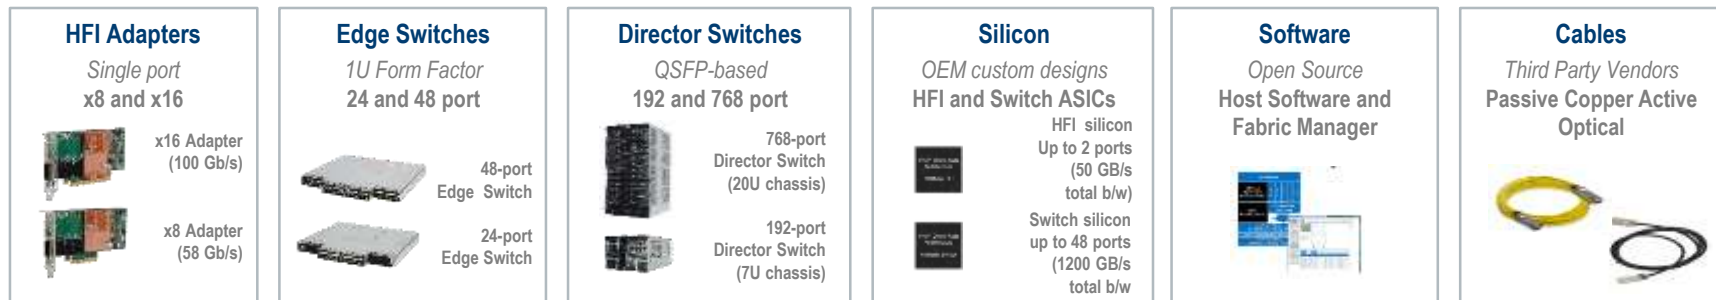 HFI Adapters
Single port
x8 and x16
x16 Adapter
(100 Gb/s)
x8 Adapter
(58 Gb/s)
Edge Switches
1U Form Factor
24 and 48 port
48-port
Edge Switch
24-port
Edge Switch
Director Switches
QSFP-based
192 and 768 port
768-port
Director Switch
(20U chassis)
192-port
Director Switch
(7U chassis)
Silicon
OEM custom designs
HFI and Switch ASICs
HFI silicon
Up to 2 ports
(50 GB/s
total b/w)
Switch silicon
up to 48 ports
(1200 GB/s
total b/w
Software
Open Source
Host Software and
Fabric Manager
Cables
Third Party Vendors
Passive Copper Active
Optical